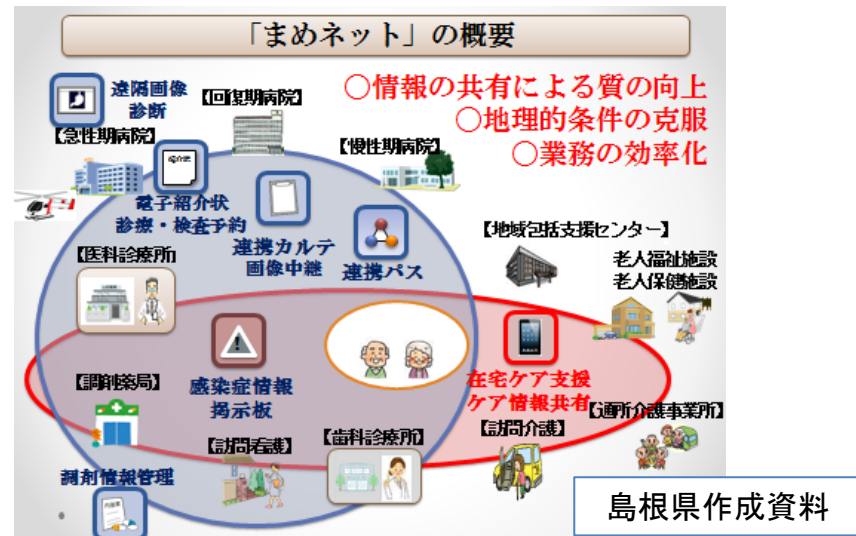 「まめネット」の概要
○情報の共有による質の向上
○地理的条件の克服
○業務の効率化
遠隔画像
診断
【回復期病院】
【急性期病院】
【慢性期病院】
紹介状
電子紹介状
診療・検査予約
連携カルテ
画像中継
連携パス
【地域包括支援センター】
老人福祉施設
老人保健施設
【医科診療所
【調剤薬局】
感染症情報
掲示板
在宅ケア支援
ケア情報共有
【通所介護事業所】
【訪問介護】
【訪問看護】
【歯科診療所】
調剤情報管理
島根県作成資料